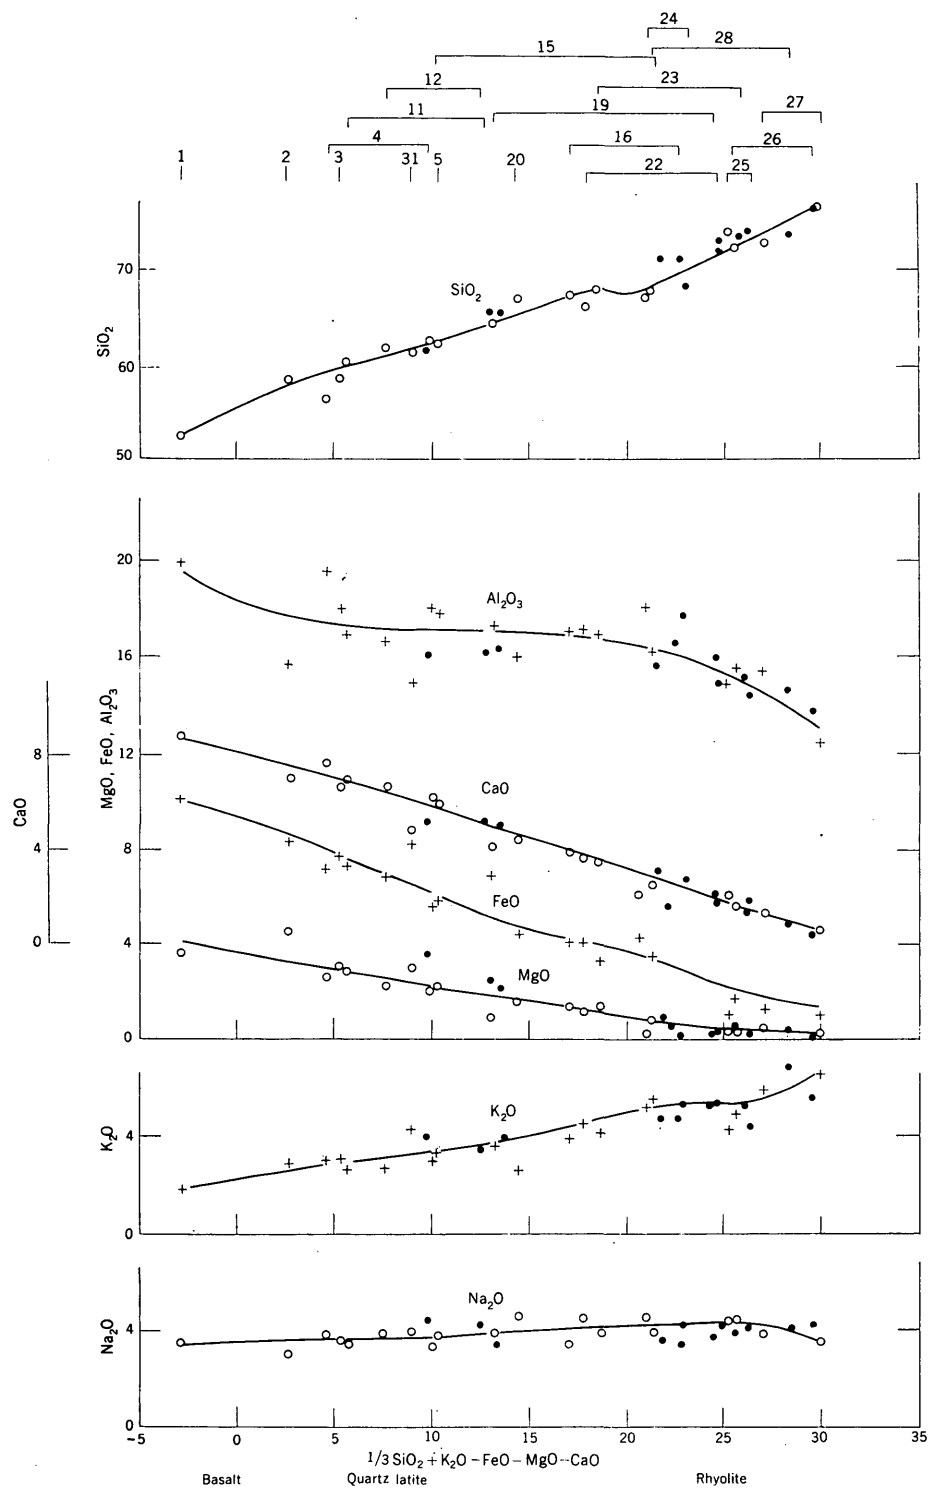 24
28
15
23
12
27
19
11
16
26
4
1 2 3 31 5 20 22 25
70
SiO2
SiO2
60
50
20
Al2O3
16
MgO, FeO, Al2O3
12
8
CaO
CaO
4
8
FeO
0
4
MgO
0
K2O
K2O
4
0
Na2O
Na2O
4
0
-5 0 5 10 15 20 25 30 35
1/3 SiO2 + K2O - FeO - MgO - CaO
Basalt Quartz latite Rhyolite